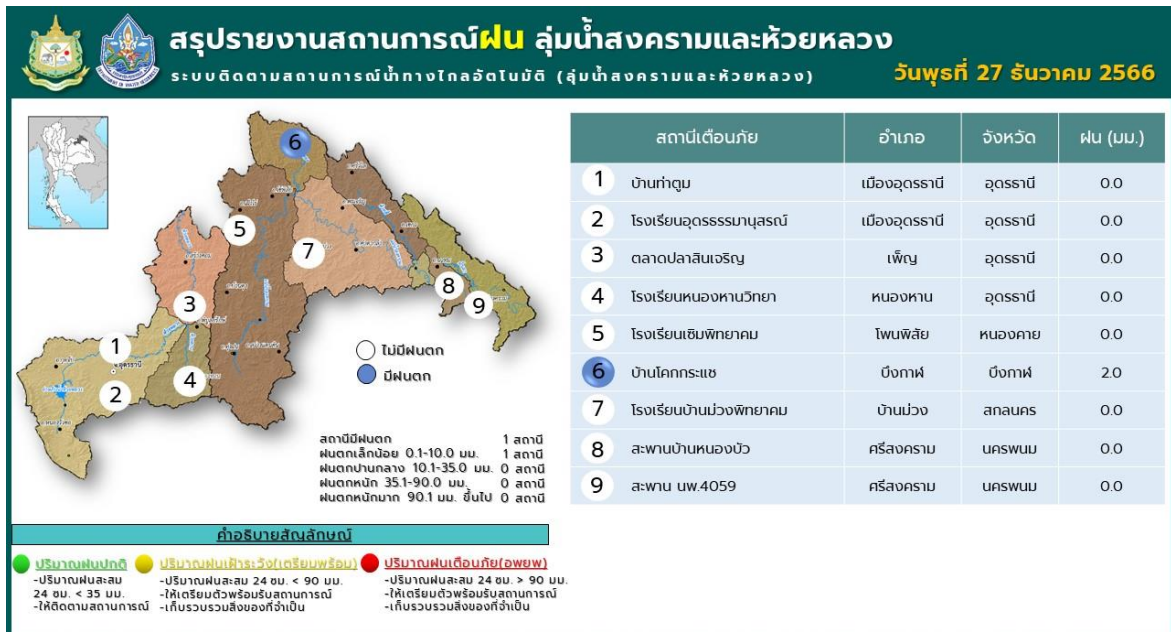 สรุปรายงานสถานการณ์ฝน ลุ่มน้ำสงครามและห้วยหลวง
ระบบติดตามสถานการณ์น้ำทางไกลอัตโนมัติ (ลุ่มน้ำสงครามและห้วยหลวง)
วันพุธที่ 27 ธันวาคม 2566
สถานีเตือนภัย อำเภอ จังหวัด ฝน (มม.)
1 บ้านท่าตูม เมืองอุดรธานี อุดรธานี 0.0
2 โรงเรียนอุดรธรรมานุสรณ์ เมืองอุดรธานี อุดรธานี 0.0
3 ตลาดปลาสินเจริญ เพ็ญ อุดรธานี 0.0
4 โรงเรียนหนองหานวิทยา หนองหาน อุดรธานี 0.0
5 โรงเรียนเซิมพิทยาคม โพนพิสัย หนองคาย 0.0
6 บ้านโคกกระแซ บึงกาฬ บึงกาฬ 2.0
7 โรงเรียนบ้านม่วงพิทยาคม บ้านม่วง สกลนคร 0.0
8 สะพานบ้านหนองบัว ศรีสงคราม นครพนม 0.0
9 สะพาน นพ.4059 ศรีสงคราม นครพนม 0.0
6
5
7
8
9
3
1
4
2
อุดรธานี
ไม่มีฝนตก
มีฝนตก
สถานีมีฝนตก 1 สถานี
ฝนตกเล็กน้อย 0.1-10.0 มม. 1 สถานี
ฝนตกปานกลาง 10.1-35.0 มม. 0 สถานี
ฝนตกหนัก 35.1-90.0 มม. 0 สถานี
ฝนตกหนักมาก 90.1 มม. ขึ้นไป 0 สถานี
คำอธิบายสัญลักษณ์
ปริมาณฝนปกติ
-ปริมาณฝนสะสม
24 ชม. < 35 มม.
-ให้ติดตามสถานการณ์
ปริมาณฝนเฝ้าระวัง(เตรียมพร้อม)
-ปริมาณฝนสะสม 24 ชม. < 90 มม.
-ให้เตรียมตัวพร้อมรับสถานการณ์
-เก็บรวบรวมสิ่งของที่จำเป็น
ปริมาณฝนเตือนภัย(อพยพ)
-ปริมาณฝนสะสม 24 ชม. > 90 มม.
-ให้เตรียมตัวพร้อมรับสถานการณ์
-เก็บรวบรวมสิ่งของที่จำเป็น